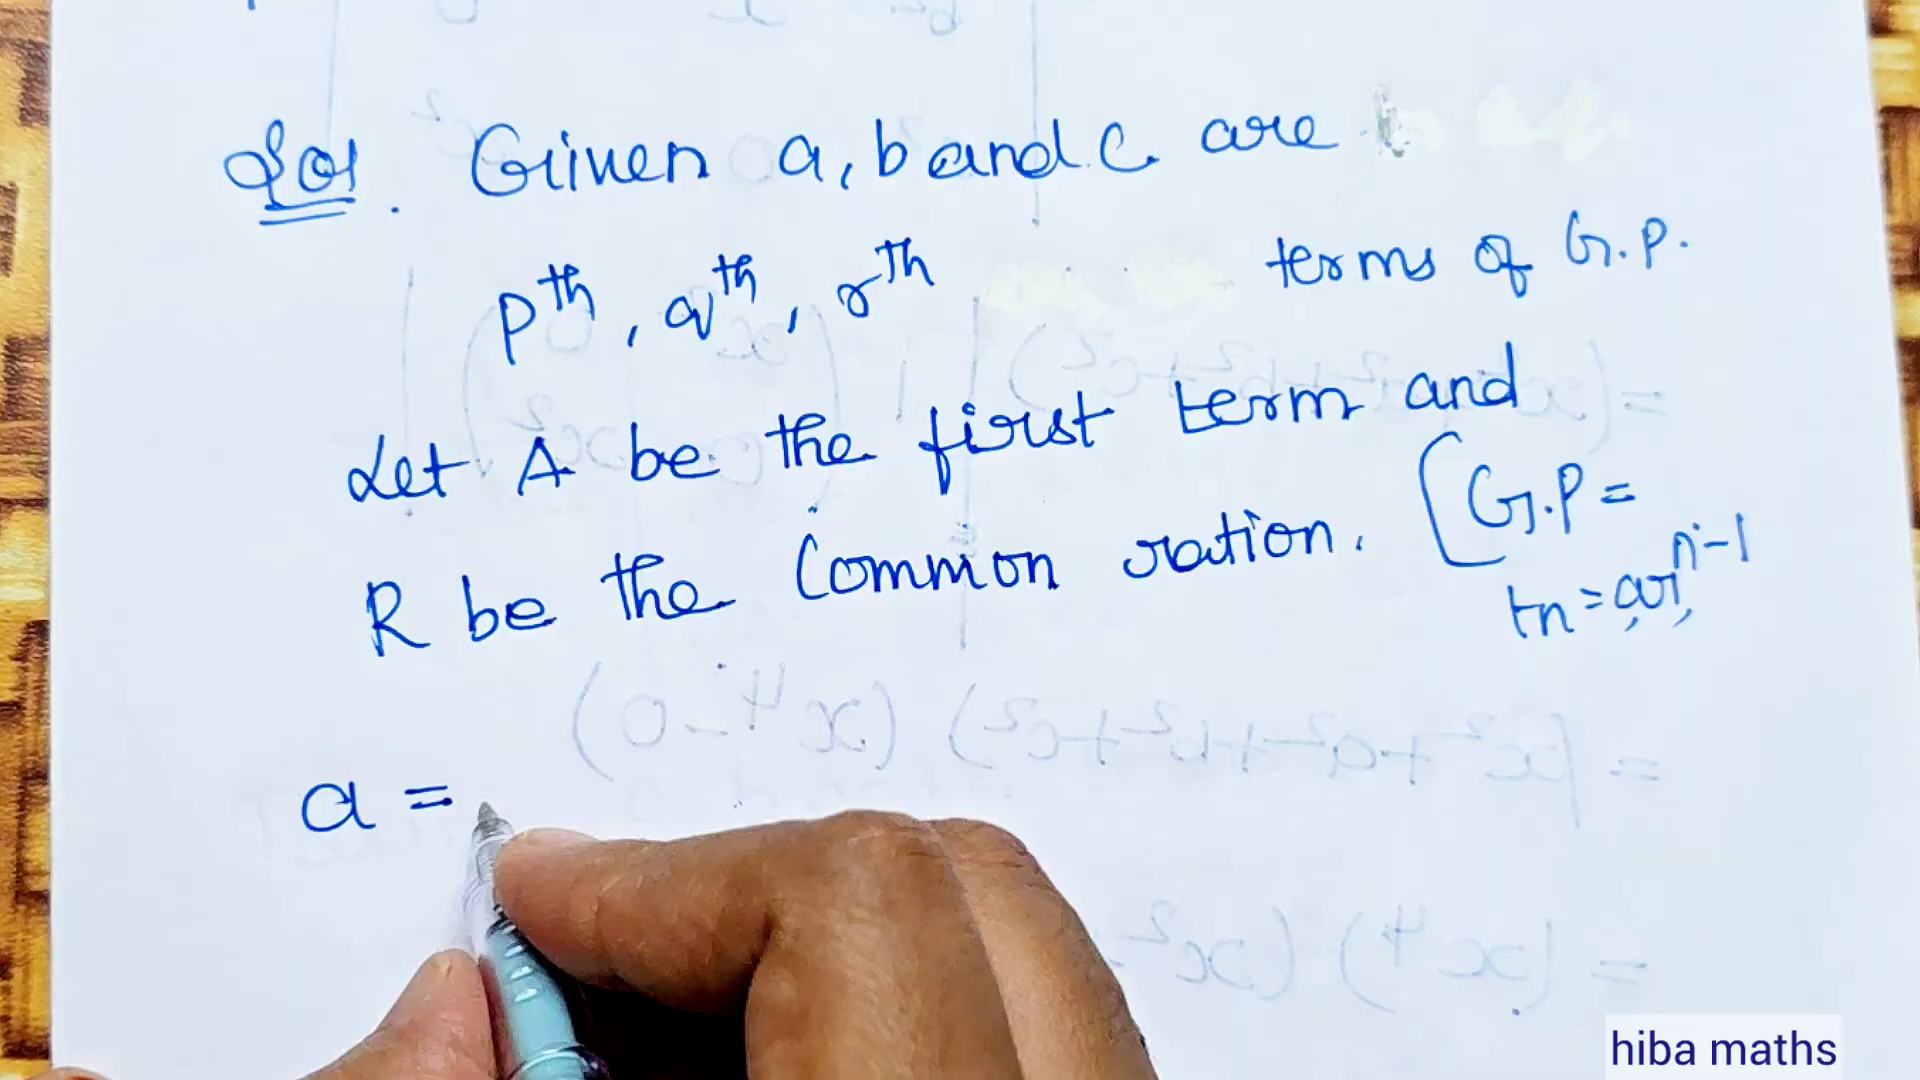 Sol. Given a, b and c are
pth, qth, rth terms of G.P.
Let A be the first term and
R be the common ration. [G.P =
tn = ar^n-1
a =
hiba maths